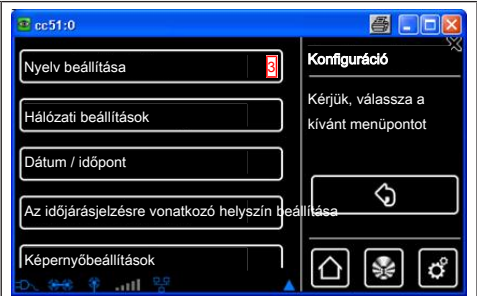 cc51:0
Nyelv beállítása
3
Hálózati beállítások
Dátum / időpont
Az időjárásjelzésre vonatkozó helyszín beállítása
Képernyőbeállítások
Konfiguráció
Kérjük, válassza a
kívánt menüpontot